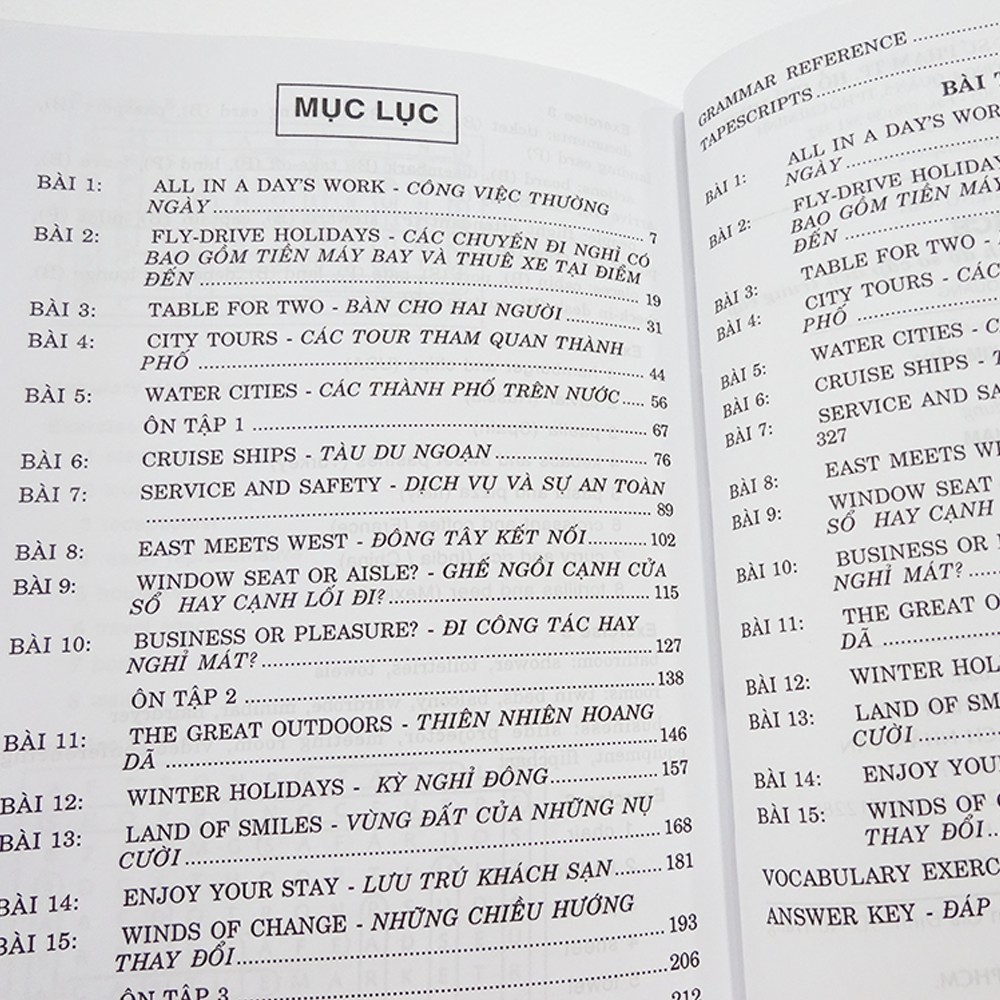 MỤC LỤC
BÀI 1: ALL IN A DAY'S WORK - CÔNG VIỆC THƯỜNG
NGÀY ........ 7
BÀI 2: FLY-DRIVE HOLIDAYS - CÁC CHUYẾN ĐI NGHỈ CÓ
BAO GỒM TIỀN MÁY BAY VÀ THUÊ XE TẠI ĐIỂM
ĐẾN ........ 19
BÀI 3: TABLE FOR TWO - BÀN CHO HAI NGƯỜI ........ 31
BÀI 4: CITY TOURS - CÁC TOUR THAM QUAN THÀNH
PHỐ ........ 44
BÀI 5: WATER CITIES - CÁC THÀNH PHỐ TRÊN NƯỚC ..... 56
ÔN TẬP 1 ........ 67
BÀI 6: CRUISE SHIPS - TÀU DU NGOẠN ........ 76
BÀI 7: SERVICE AND SAFETY - DỊCH VỤ VÀ SỰ AN TOÀN
........ 89
BÀI 8: EAST MEETS WEST - ĐÔNG TÂY KẾT NỐI ........ 102
BÀI 9: WINDOW SEAT OR AISLE? - GHẾ NGỒI CẠNH CỬA
SỔ HAY CẠNH LỐI ĐI? ........ 115
BÀI 10: BUSINESS OR PLEASURE? - ĐI CÔNG TÁC HAY
NGHỈ MÁT? ........ 127
ÔN TẬP 2 ........ 138
BÀI 11: THE GREAT OUTDOORS - THIÊN NHIÊN HOANG
DÃ ........ 146
BÀI 12: WINTER HOLIDAYS - KỲ NGHỈ ĐÔNG ........ 157
BÀI 13: LAND OF SMILES - VÙNG ĐẤT CỦA NHỮNG NỤ
CƯỜI ........ 168
BÀI 14: ENJOY YOUR STAY - LƯU TRÚ KHÁCH SẠN ........ 181
BÀI 15: WINDS OF CHANGE - NHỮNG CHIỀU HƯỚNG
THAY ĐỔI ........ 193
ÔN TẬP 3 ........ 206
212
GRAMMAR REFERENCE ........
TAPESCRIPTS ........
BÀI
BÀI 1: ALL IN A DAY'S
NGÀY ........
BÀI 2: FLY-DRIVE
BAO GỒM TIỀN MÁY
ĐẾN ........
BÀI 3: TABLE FOR TWO -
BÀI 4: CITY TOURS - CÁC
PHỐ ........
BÀI 5: WATER CITIES -
BÀI 6: CRUISE SHIPS -
BÀI 7: SERVICE AND
327
BÀI 8: EAST MEETS
BÀI 9: WINDOW SEAT
SỔ HAY CẠNH
BÀI 10: BUSINESS OR
NGHỈ MÁT? ........
BÀI 11: THE GREAT
DÃ ........
BÀI 12: WINTER
BÀI 13: LAND OF
CƯỜI ........
BÀI 14: ENJOY
BÀI 15: WINDS OF
THAY ĐỔI ...
VOCABULARY
ANSWER KEY - ĐÁP